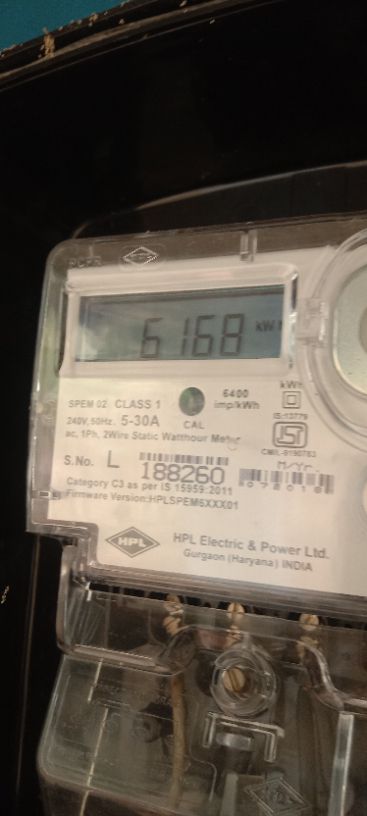 6168 kWh
SPEM 02 CLASS 1
240V, 50Hz. 5-30A
CAL
6400
imp/kWh
kWh
IS:13779
ac, 1Ph, 2Wire Static Watthour Meter
CM/L-9190783
S.No. L 188260
M/Yr.
Category C3 as per IS 15959:2011
Firmware Version:HPLSPEM6XXX01
HPL
HPL Electric & Power Ltd.
Gurgaon (Haryana) INDIA